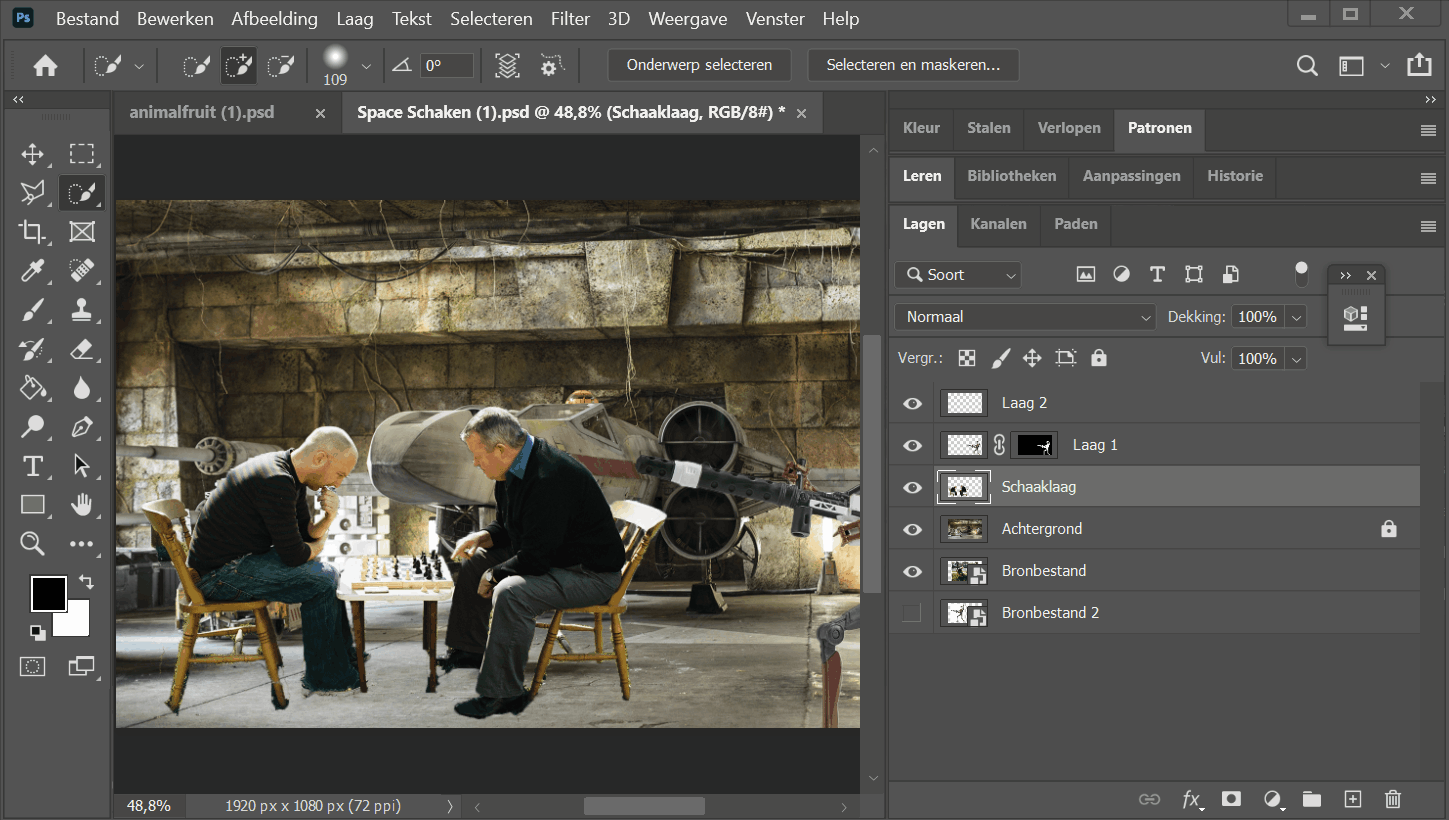 Ps Bestand Bewerken Afbeelding Laag Tekst Selecteren Filter 3D Weergave Venster Help
109
0°
Onderwerp selecteren
Selecteren en maskeren...
animalfruit (1).psd
Space Schaken (1).psd @ 48,8% (Schaaklaag, RGB/8#) *
Kleur Stalen Verlopen Patronen
Leren Bibliotheken Aanpassingen Historie
Lagen Kanalen Paden
Soort
Normaal Dekking: 100%
Vergr.: Vul: 100%
Laag 2
Laag 1
Schaaklaag
Achtergrond
Bronbestand
Bronbestand 2
48,8% 1920 px x 1080 px (72 ppi)
fx